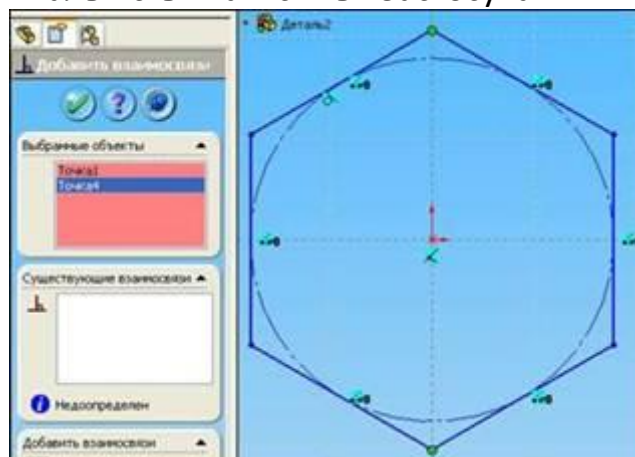 Деталь2
Добавить взаимосвязи
Выбранные объекты
Точка1
Точка4
Существующие взаимосвязи
Недоопределен
Добавить взаимосвязи